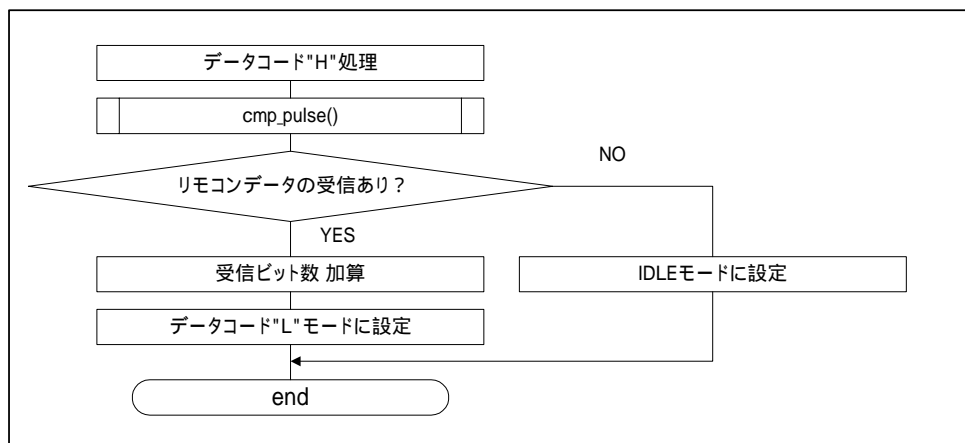 データコード"H"処理
cmp_pulse()
リモコンデータの受信あり?
NO
YES
受信ビット数 加算
IDLEモードに設定
データコード"L"モードに設定
end